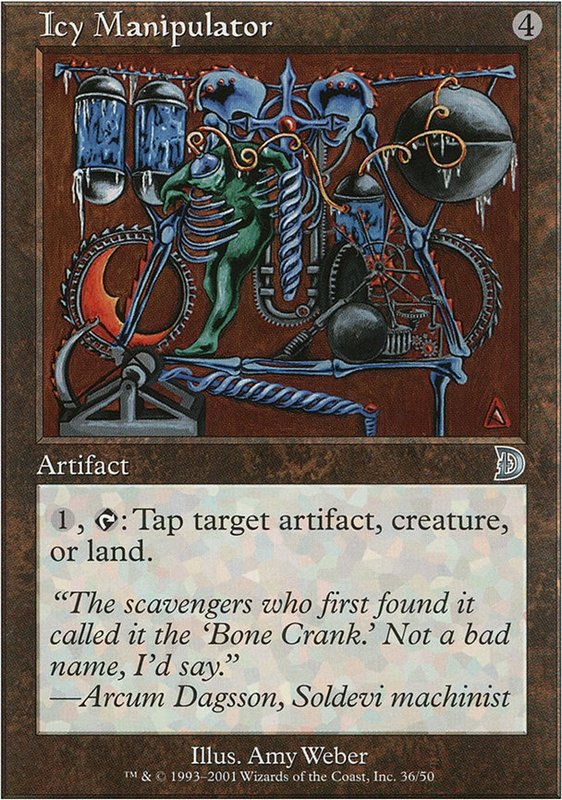 Icy Manipulator 4
Artifact
1, : Tap target artifact, creature,
or land.
“The scavengers who first found it
called it the ‘Bone Crank.’ Not a bad
name, I’d say.”
—Arcum Dagsson, Soldevi machinist
Illus. Amy Weber
™ & © 1993–2001 Wizards of the Coast, Inc. 36/50